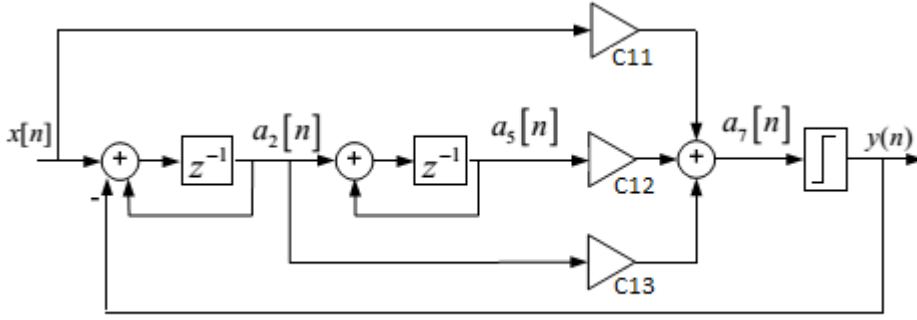 C11
x[n]
+
z⁻¹
a₂[n]
+
z⁻¹
a₅[n]
C12
+
a₇[n]
y(n)
-
C13